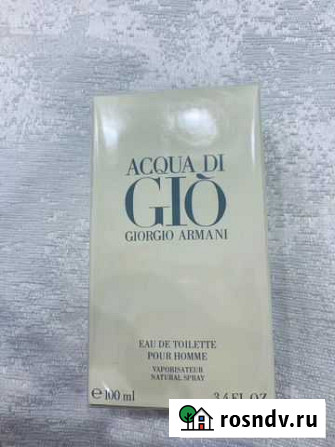 ACQUA DI
GIÒ
GIORGIO ARMANI
EAU DE TOILETTE
POUR HOMME
VAPORISATEUR
NATURAL SPRAY
℮ 100 ml 3.4 FL.OZ.
rosndv.ru